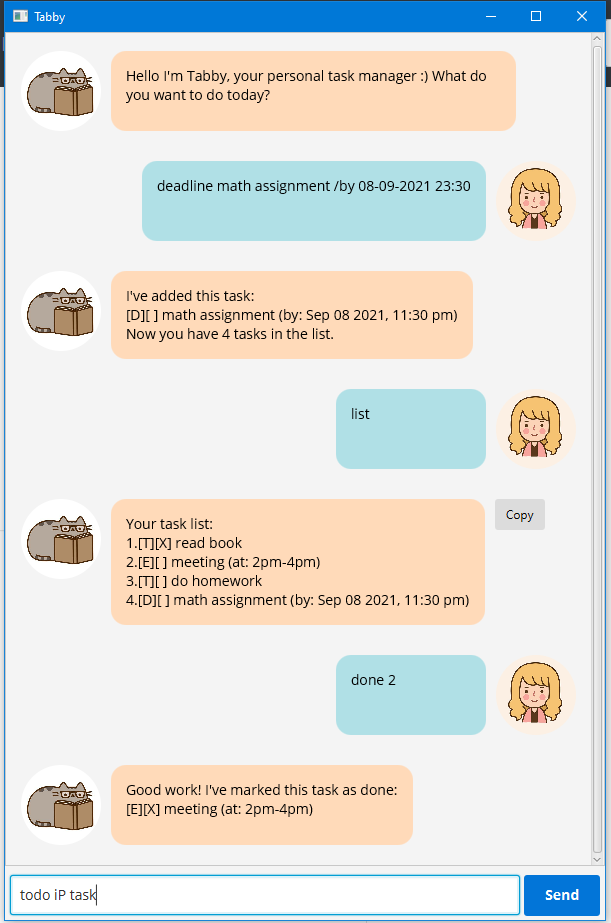 Tabby
Hello I'm Tabby, your personal task manager :) What do
you want to do today?
deadline math assignment /by 08-09-2021 23:30
I've added this task:
[D][ ] math assignment (by: Sep 08 2021, 11:30 pm)
Now you have 4 tasks in the list.
list
Your task list:
1.[T][X] read book
2.[E][ ] meeting (at: 2pm-4pm)
3.[T][ ] do homework
4.[D][ ] math assignment (by: Sep 08 2021, 11:30 pm)
Copy
done 2
Good work! I've marked this task as done:
[E][X] meeting (at: 2pm-4pm)
todo iP task
Send